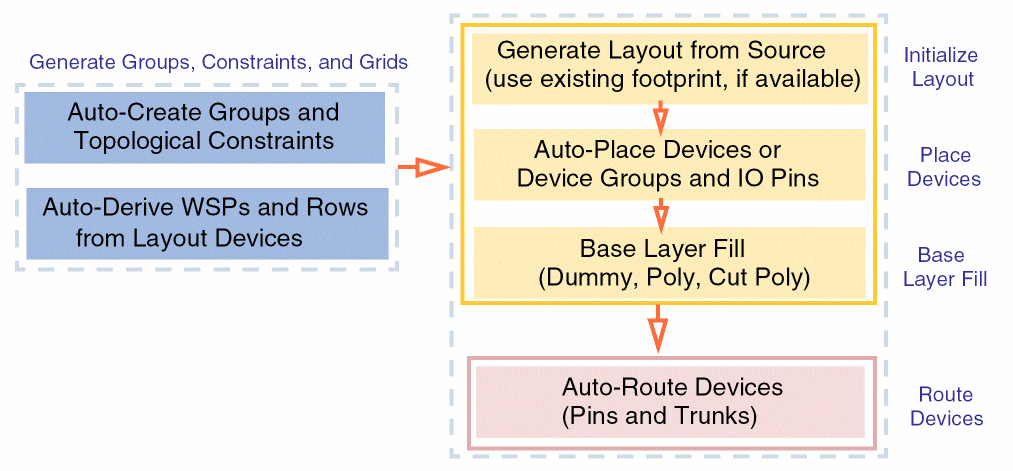 Generate Groups, Constraints, and Grids
Auto-Create Groups and
Topological Constraints
Auto-Derive WSPs and Rows
from Layout Devices
Generate Layout from Source
(use existing footprint, if available)
Initialize
Layout
Auto-Place Devices or
Device Groups and IO Pins
Place
Devices
Base Layer Fill
(Dummy, Poly, Cut Poly)
Base
Layer Fill
Auto-Route Devices
(Pins and Trunks)
Route
Devices